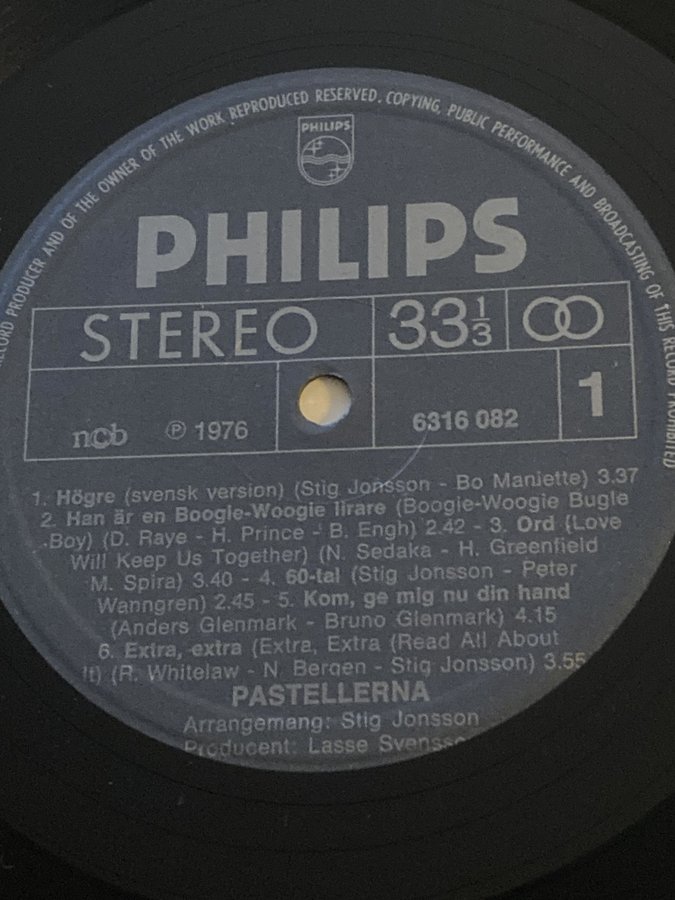 RECORD PRODUCER AND OF THE OWNER OF THE WORK REPRODUCED RESERVED. COPYING, PUBLIC PERFORMANCE AND BROADCASTING OF THIS RECORD PROHIBITED
PHILIPS
PHILIPS
STEREO 33 1/3
1
ncb ℗ 1976 6316 082
1. Högre (svensk version) (Stig Jonsson - Bo Maniette) 3.37
2. Han är en Boogie-Woogie lirare (Boogie-Woogie Bugle
Boy) (D. Raye - H. Prince - B. Engh) 2.42 - 3. Ord (Love
Will Keep Us Together) (N. Sedaka - H. Greenfield
M. Spira) 3.40 - 4. 60-tal (Stig Jonsson - Peter
Wanngren) 2.45 - 5. Kom, ge mig nu din hand
(Anders Glenmark - Bruno Glenmark) 4.15
6. Extra, extra (Extra, Extra (Read All About
It) (R. Whitelaw - N. Bergen - Stig Jonsson) 3.55
PASTELLERNA
Arrangemang: Stig Jonsson
Producent: Lasse Svensso